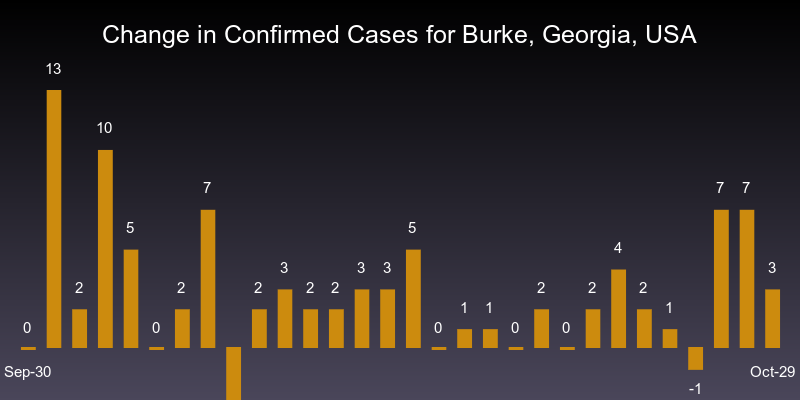 Change in Confirmed Cases for Burke, Georgia, USA
0 13 2 10 5 0 2 7 2 3 2 2 3 3 5 0 1 1 0 2 0 2 4 2 1 -1 7 7 3
Sep-30 Oct-29